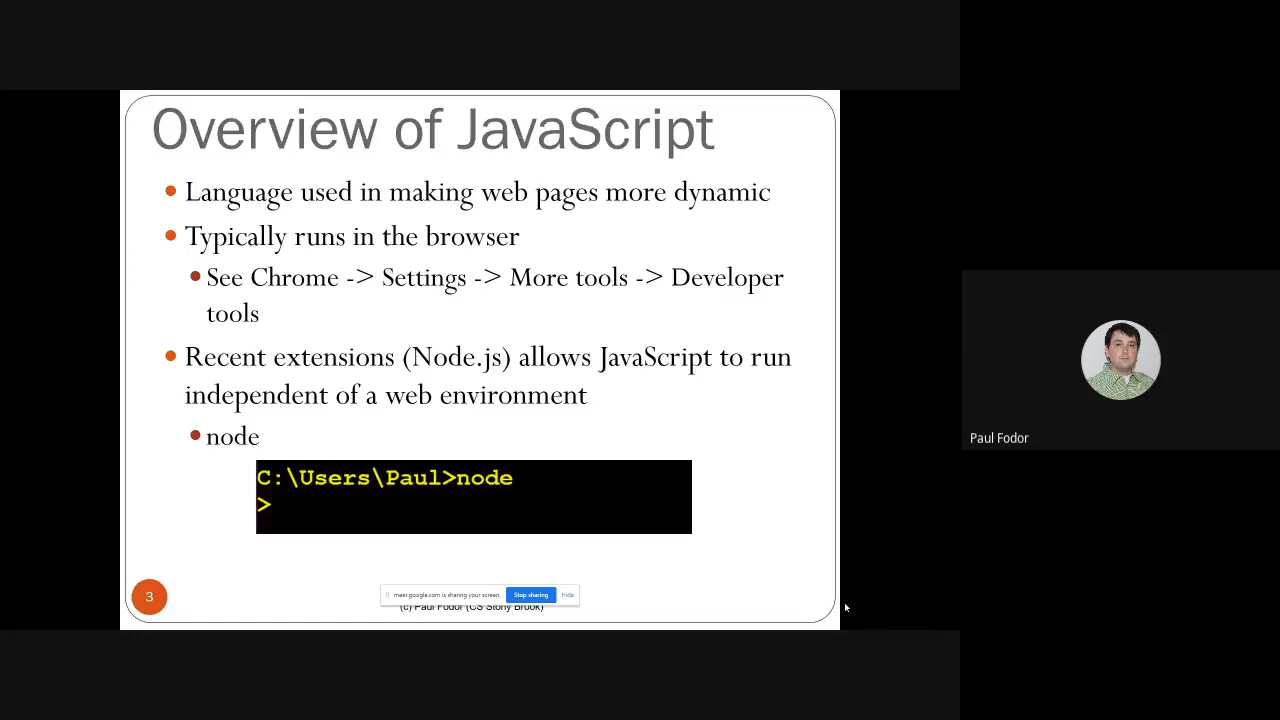 Overview of JavaScript
• Language used in making web pages more dynamic
• Typically runs in the browser
• See Chrome -> Settings -> More tools -> Developer
tools
• Recent extensions (Node.js) allows JavaScript to run
independent of a web environment
• node
C:\Users\Paul>node
>
3
meet.google.com is sharing your screen.
Stop sharing
Hide
(c) Paul Fodor (CS Stony Brook)
Paul Fodor